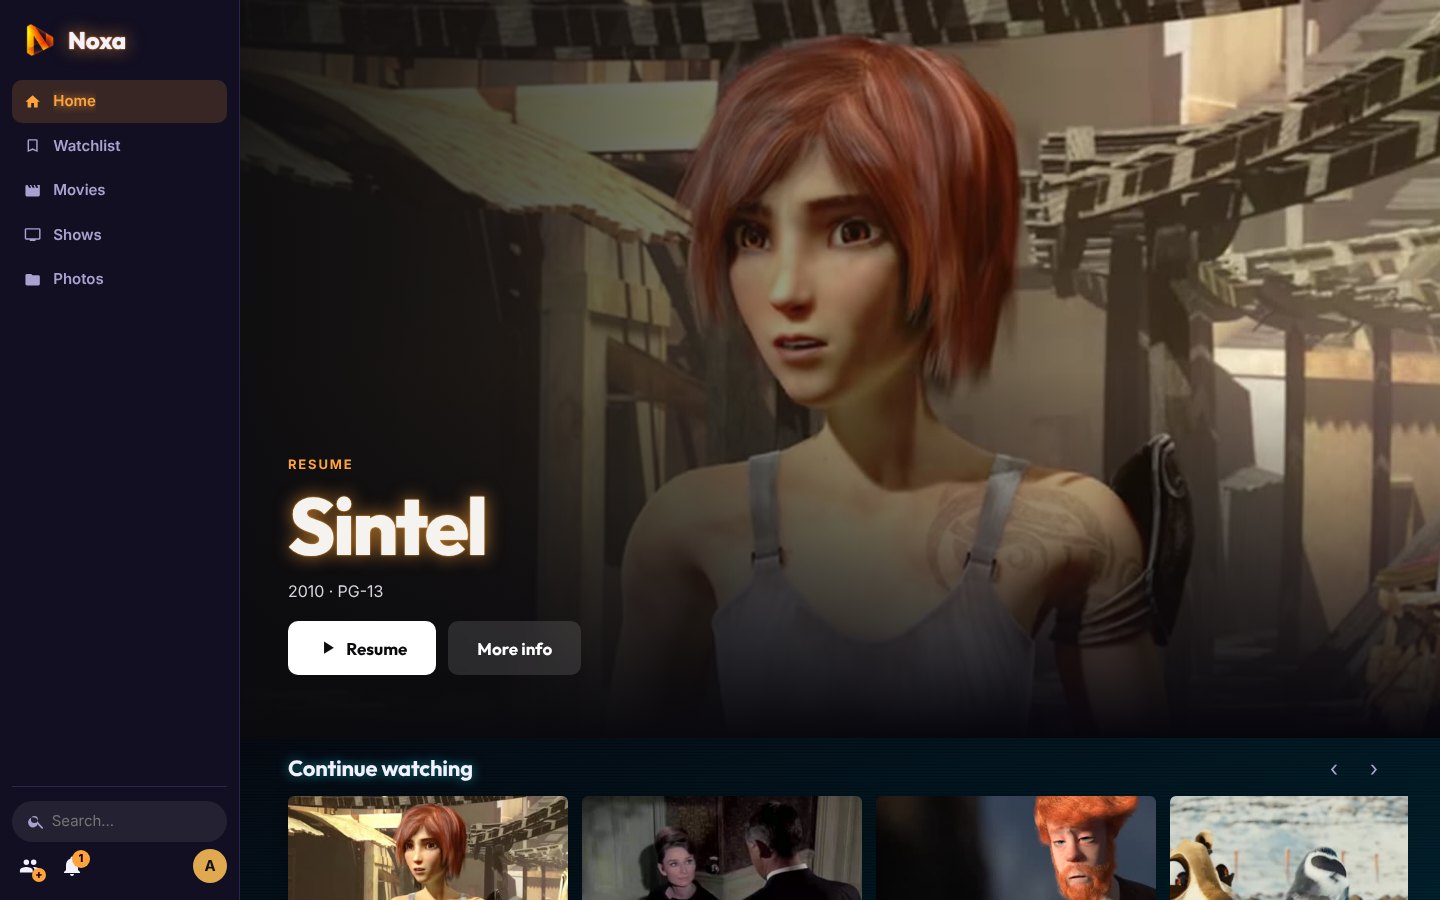 Noxa
Home
Watchlist
Movies
Shows
Photos
RESUME
Sintel
2010 · PG-13
Resume
More info
Continue watching
Search...
1
A